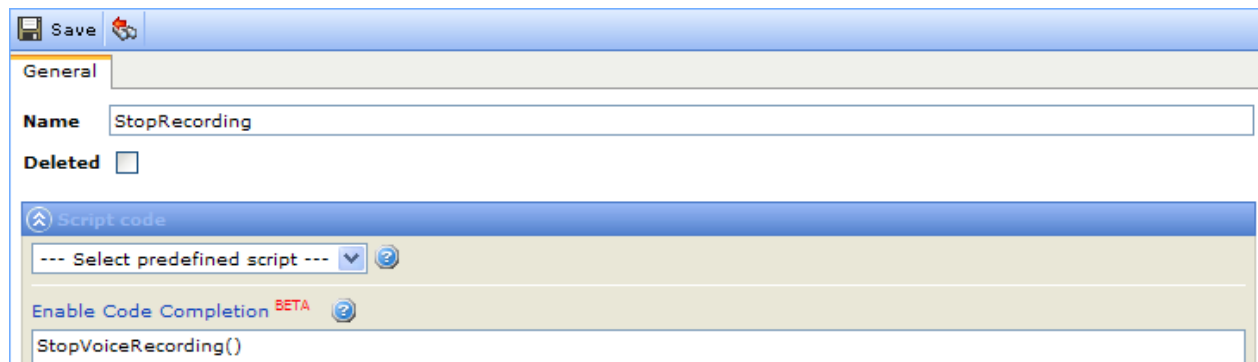 Save
General
Name StopRecording
Deleted
Script code
--- Select predefined script ---
Enable Code Completion BETA
StopVoiceRecording()